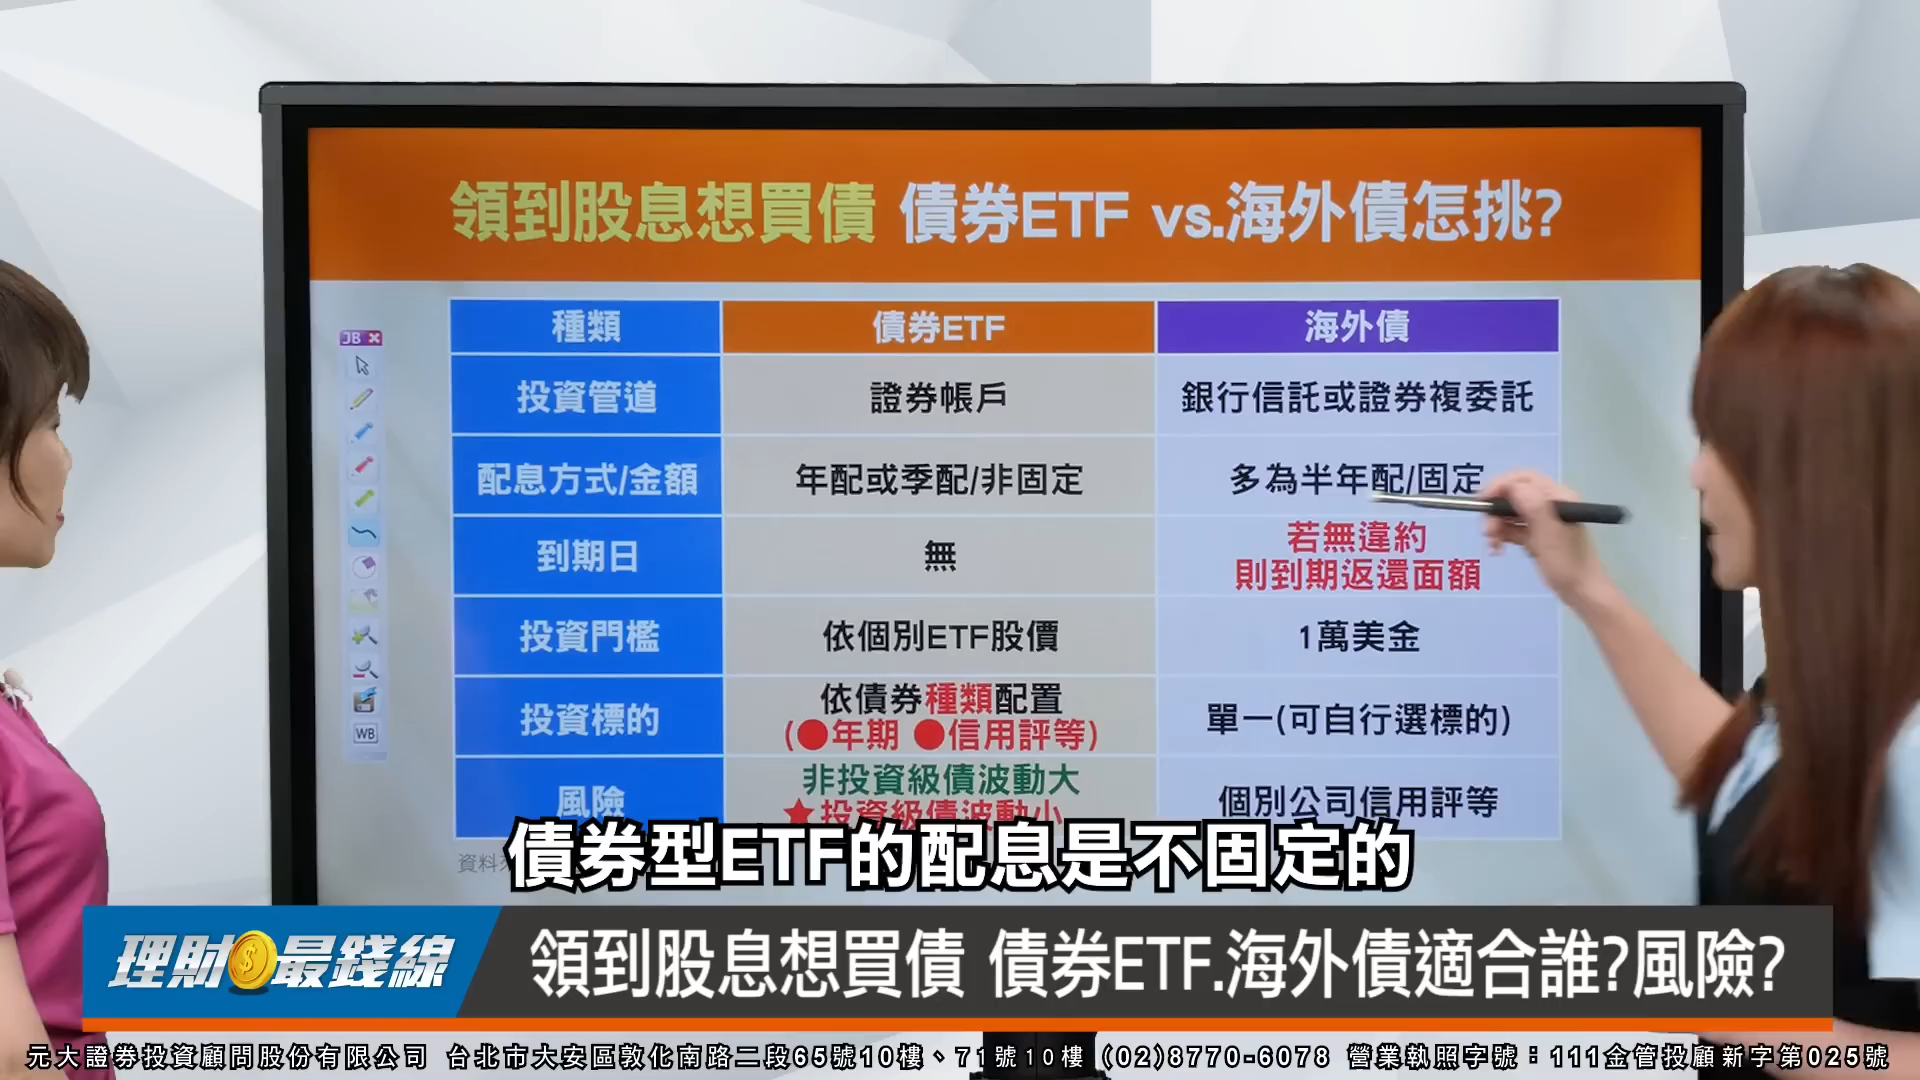 領到股息想買債 債券ETF vs.海外債怎挑?
種類 債券ETF 海外債
投資管道 證券帳戶 銀行信託或證券複委託
配息方式/金額 年配或季配/非固定 多為半年配/固定
到期日 無 若無違約
則到期返還面額
投資門檻 依個別ETF股價 1萬美金
投資標的 依債券種類配置
(●年期 ●信用評等) 單一(可自行選標的)
風險 非投資級債波動大
★投資級債波動小 個別公司信用評等
JB
WB
資料
債券型ETF的配息是不固定的
理財最錢線
領到股息想買債 債券ETF.海外債適合誰?風險?
元大證券投資顧問股份有限公司 台北市大安區敦化南路二段65號10樓、71號10樓 (02)8770-6078 營業執照字號：111金管投顧新字第025號